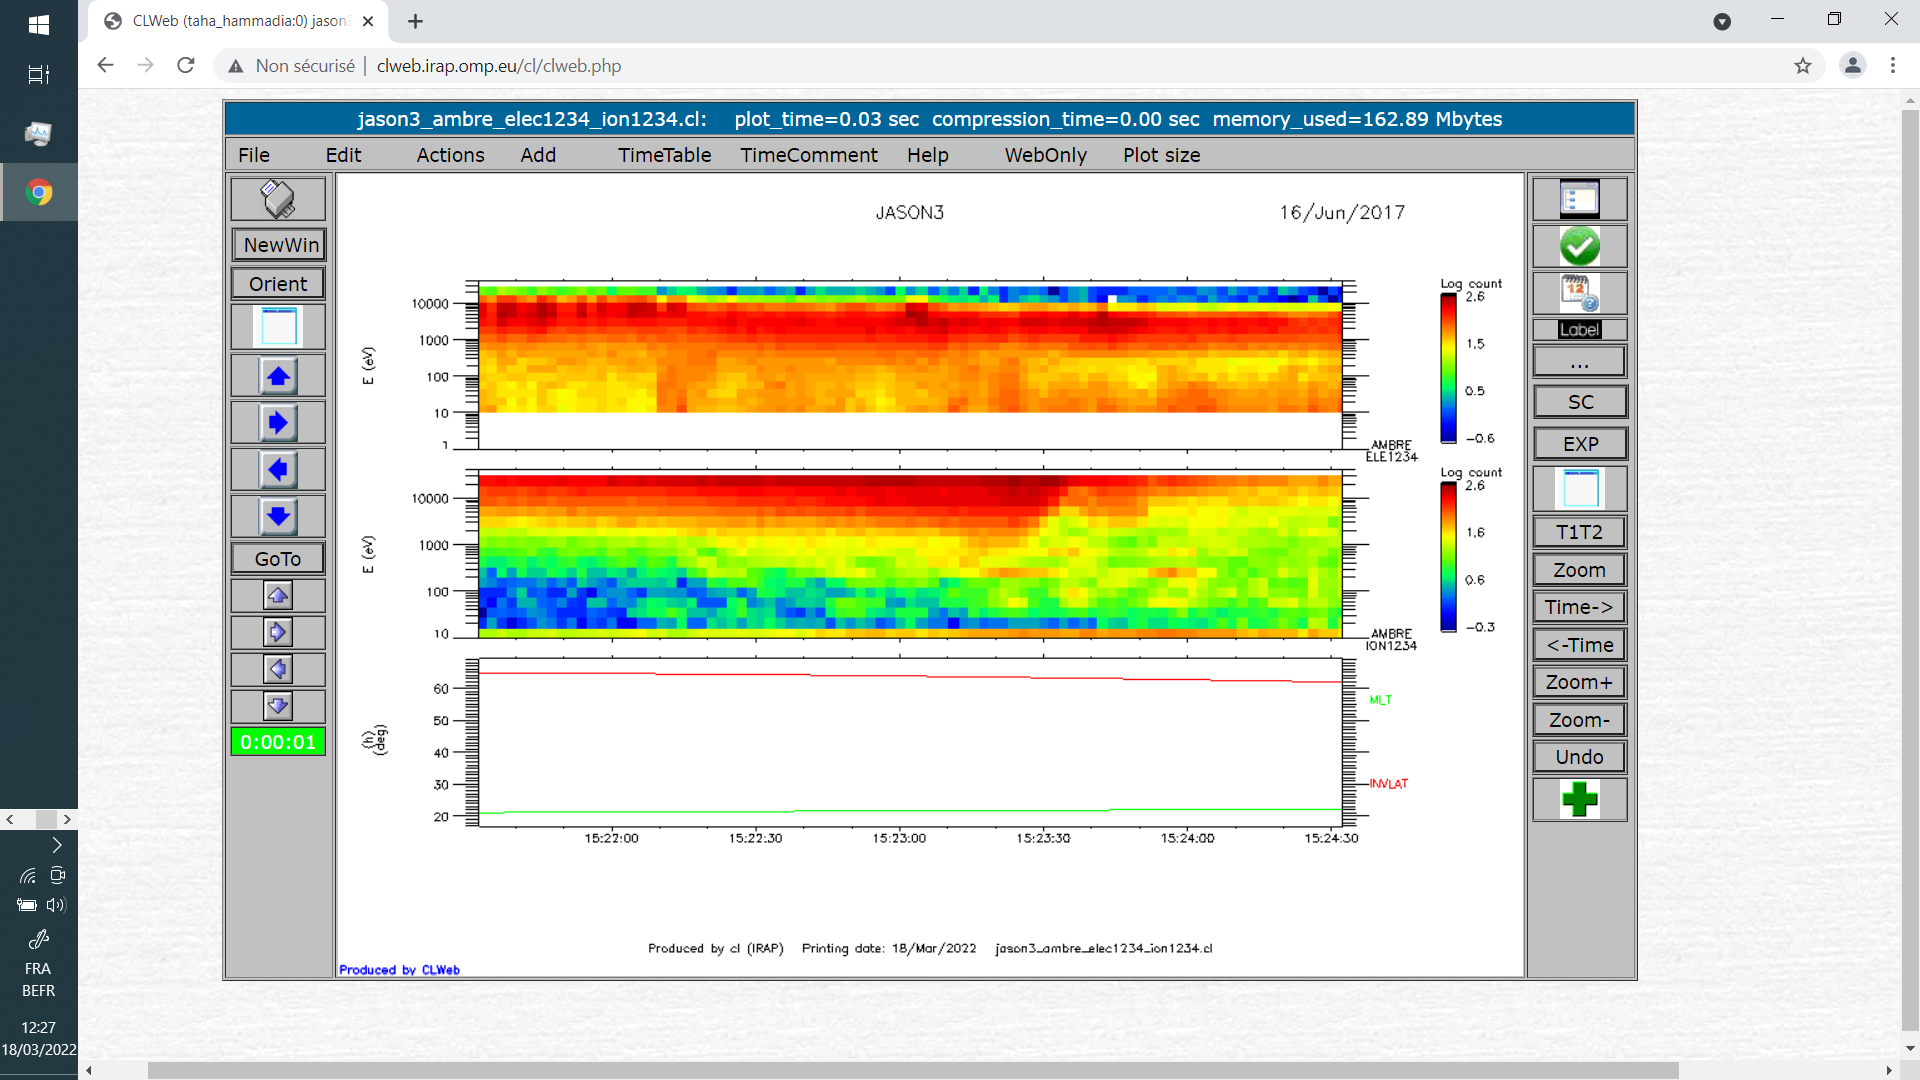 CLWeb (taha_hammadia:0) jason3
Non sécurisé | clweb.irap.omp.eu/cl/clweb.php
jason3_ambre_elec1234_ion1234.cl: plot_time=0.03 sec compression_time=0.00 sec memory_used=162.89 Mbytes
File Edit Actions Add TimeTable TimeComment Help WebOnly Plot size
NewWin
Orient
GoTo
0:00:01
JASON3 16/Jun/2017
Log count
2.6
1.5
0.5
-0.6
10000
1000
100
10
1
E (eV)
AMBRE
ELE1234
Log count
2.6
1.6
0.6
-0.3
10000
1000
100
10
E (eV)
AMBRE
ION1234
60
50
40
30
20
(h)
(deg)
MLT
INVLAT
15:22:00 15:22:30 15:23:00 15:23:30 15:24:00 15:24:30
Produced by cl (IRAP) Printing date: 18/Mar/2022 jason3_ambre_elec1234_ion1234.cl
Produced by CLWeb
12
Label
...
SC
EXP
T1T2
Zoom
Time->
<-Time
Zoom+
Zoom-
Undo
FRA
BEFR
12:27
18/03/2022